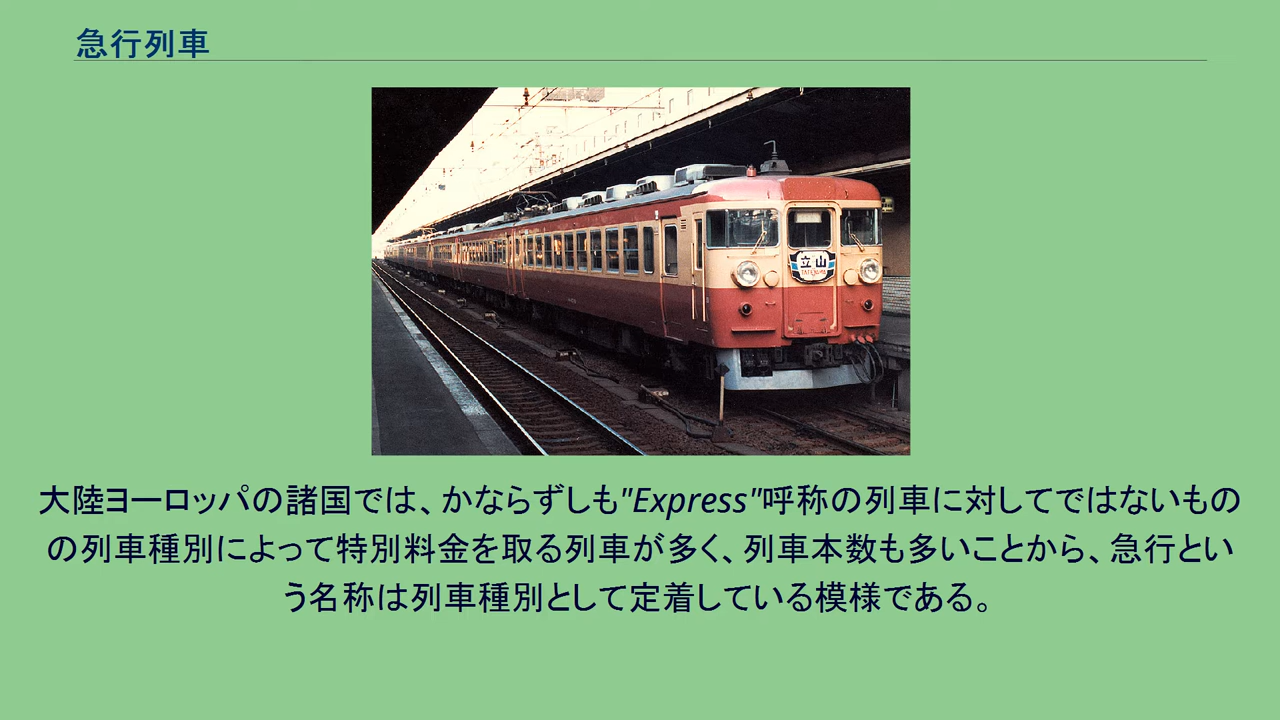 急行列車
立山
TATEYAMA
大陸ヨーロッパの諸国では、かならずしも"Express"呼称の列車に対してではないもの
の列車種別によって特別料金を取る列車が多く、列車本数も多いことから、急行とい
う名称は列車種別として定着している模様である。